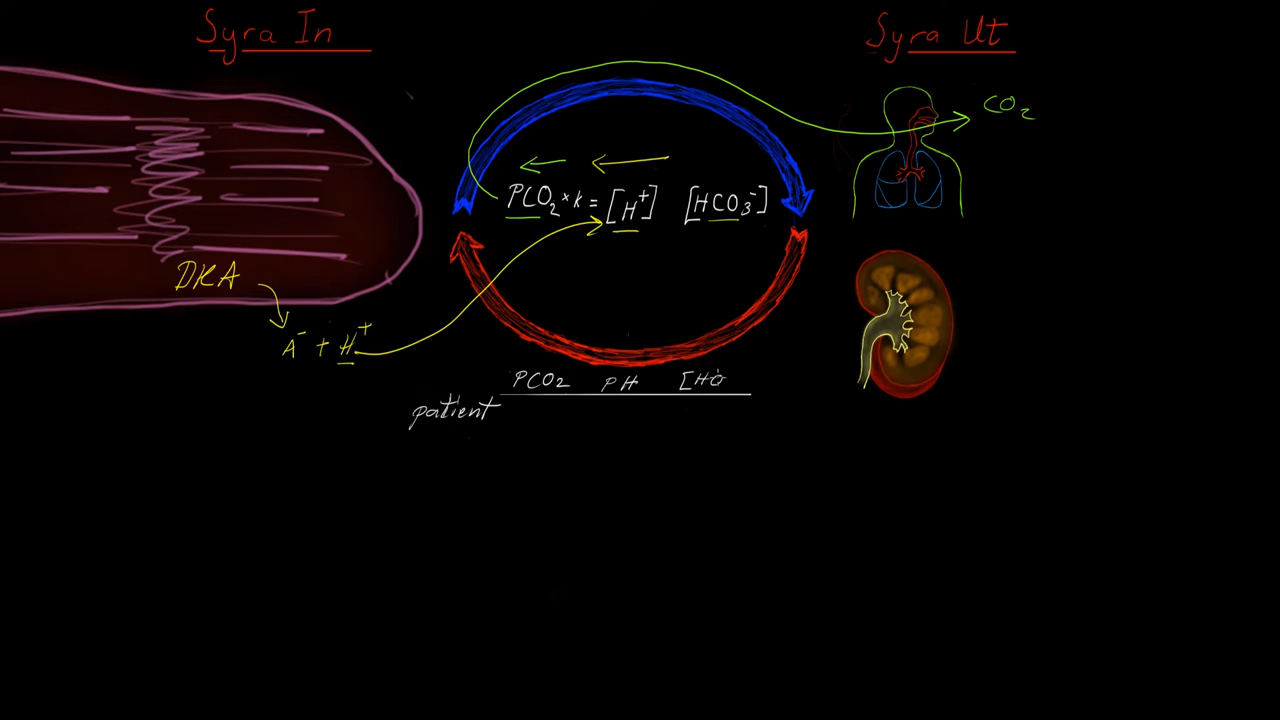 Syra In
Syra Ut
CO₂
PCO₂ × k = [H⁺] [HCO₃⁻]
DKA
A⁻ + H⁺
PCO2 PH
patient